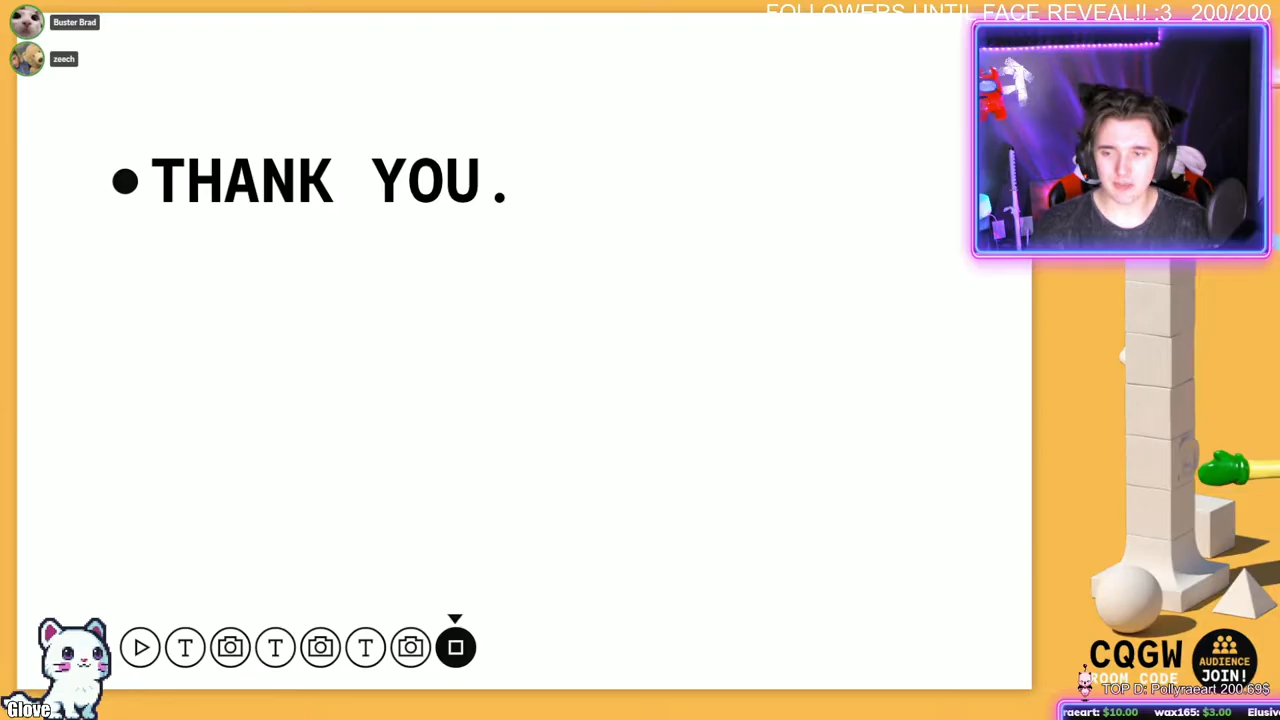 FOLLOWERS UNTIL FACE REVEAL!! :3 200/200
Buster Brad
zeech
● THANK YOU.
T
T
T
CQGW
ROOM CODE
AUDIENCE
JOIN!
TOP D: Pollyraeart 200.69$
raeart: $10.00 wax165: $3.00 Elusiv
Glove